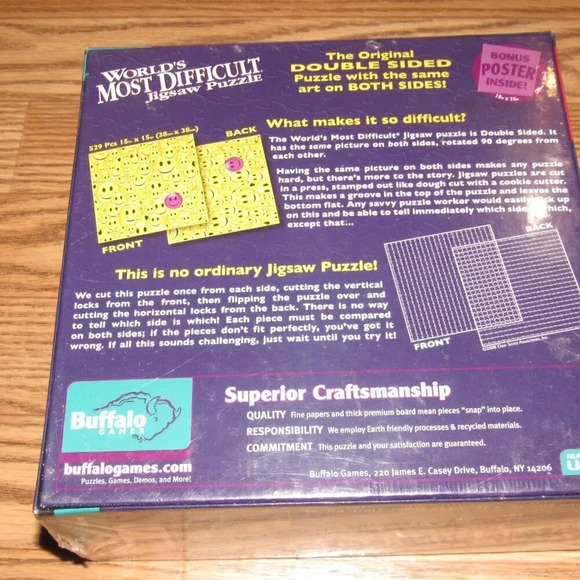 WORLD'S
MOST DIFFICULT
Jigsaw Puzzle
The Original
DOUBLE SIDED
Puzzle with the same
art on BOTH SIDES!
BONUS
POSTER
INSIDE!
15in x 15in
529 Pcs 15in x 15in (38cm x 38cm)
BACK
FRONT
What makes it so difficult?
The World's Most Difficult® Jigsaw puzzle is Double Sided. It
has the same picture on both sides, rotated 90 degrees from
each other.
Having the same picture on both sides makes any puzzle
hard, but there's more to the story. Jigsaw puzzles are cut
in a press, stamped out like dough cut with a cookie cutter.
This makes a groove in the top of the puzzle and leaves the
bottom flat. Any savvy puzzle worker would easily pick up
on this and be able to tell immediately which side is which,
except that...
This is no ordinary Jigsaw Puzzle!
We cut this puzzle once from each side, cutting the vertical
locks from the front, then flipping the puzzle over and
cutting the horizontal locks from the back. There is no way
to tell which side is which! Each piece must be compared
on both sides; if the pieces don't fit perfectly, you've got it
wrong. If all this sounds challenging, just wait until you try it!
BACK
FRONT
Buffalo
GAMES
buffalogames.com
Puzzles, Games, Demos, and More!
Superior Craftsmanship
QUALITY Fine papers and thick premium board mean pieces "snap" into place.
RESPONSIBILITY We employ Earth friendly processes & recycled materials.
COMMITMENT This puzzle and your satisfaction are guaranteed.
Buffalo Games, 220 James E. Casey Drive, Buffalo, NY 14206
MA
U